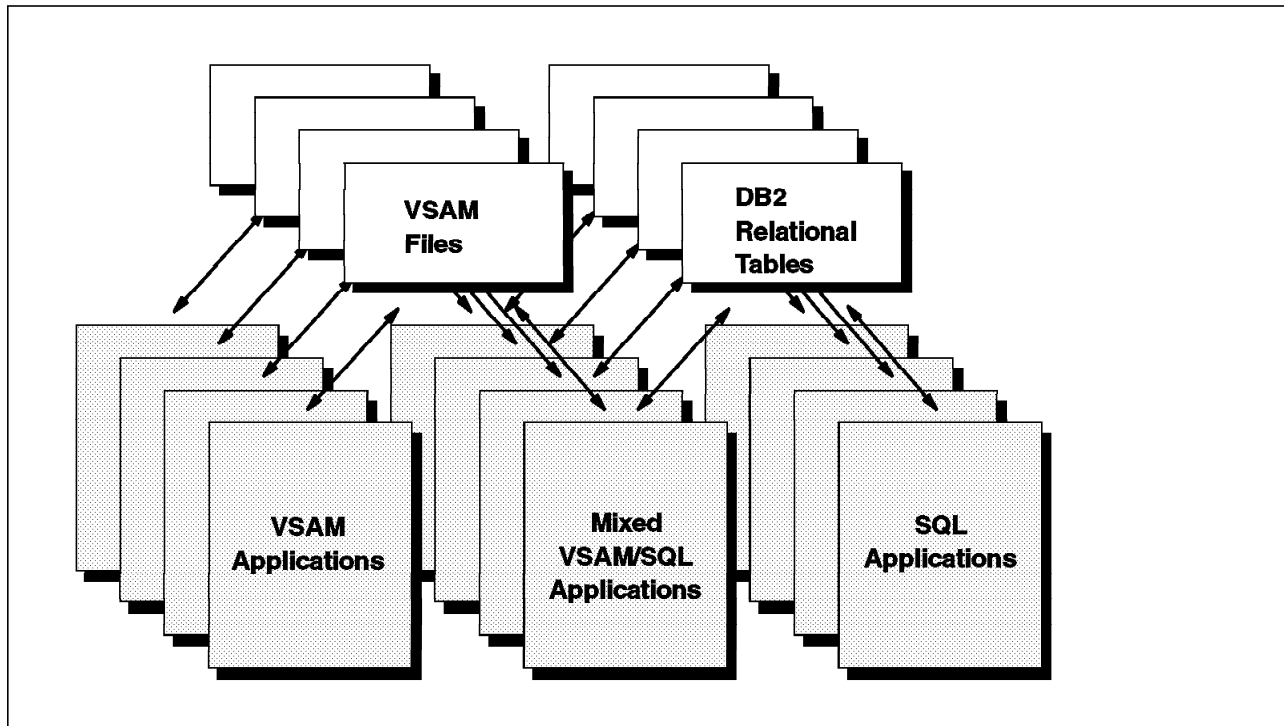 VSAM
Files
DB2
Relational
Tables
VSAM
Applications
Mixed
VSAM/SQL
Applications
SQL
Applications